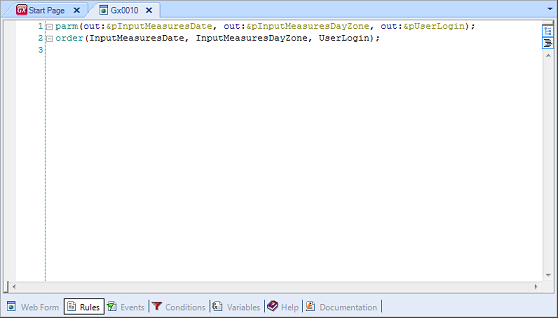 GX Start Page Gx0010
1 parm(out:&pInputMeasuresDate, out:&pInputMeasuresDayZone, out:&pUserLogin);
2 order(InputMeasuresDate, InputMeasuresDayZone, UserLogin);
3
Web Form Rules Events Conditions Variables Help Documentation